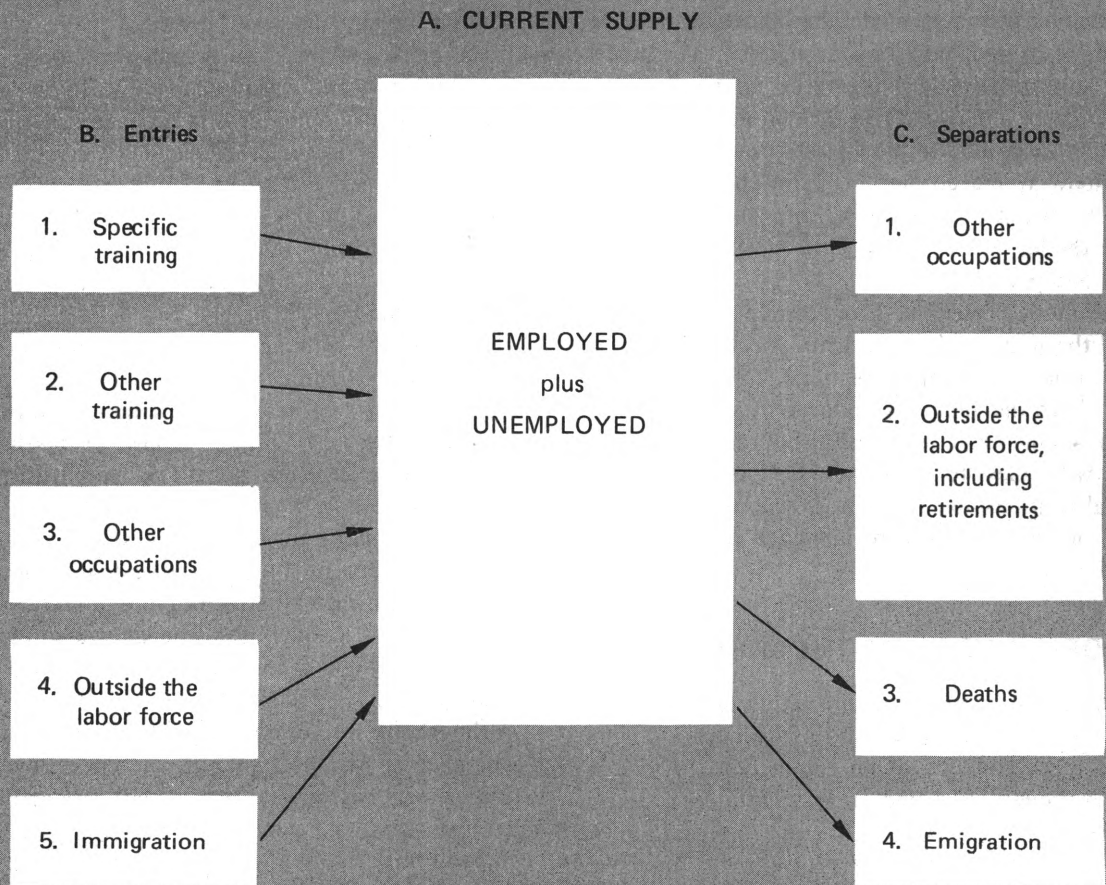 A. CURRENT SUPPLY
B. Entries
1. Specific
training
2. Other
training
3. Other
occupations
4. Outside the
labor force
5. Immigration
EMPLOYED
plus
UNEMPLOYED
C. Separations
1. Other
occupations
2. Outside the
labor force,
including
retirements
3. Deaths
4. Emigration